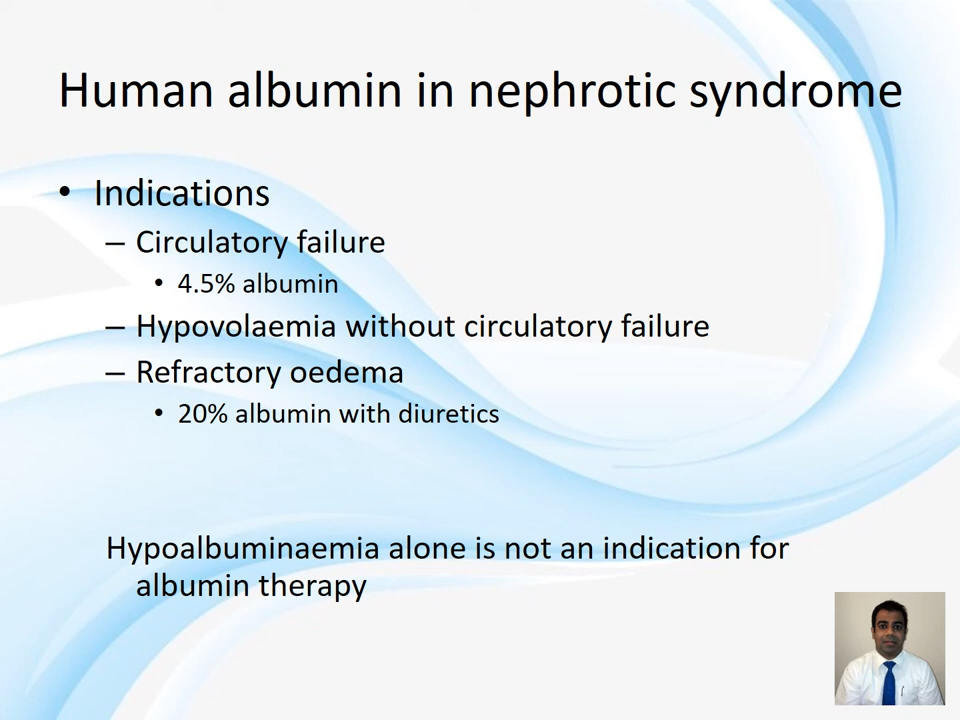 Human albumin in nephrotic syndrome
• Indications
– Circulatory failure
• 4.5% albumin
– Hypovolaemia without circulatory failure
– Refractory oedema
• 20% albumin with diuretics
Hypoalbuminaemia alone is not an indication for
albumin therapy